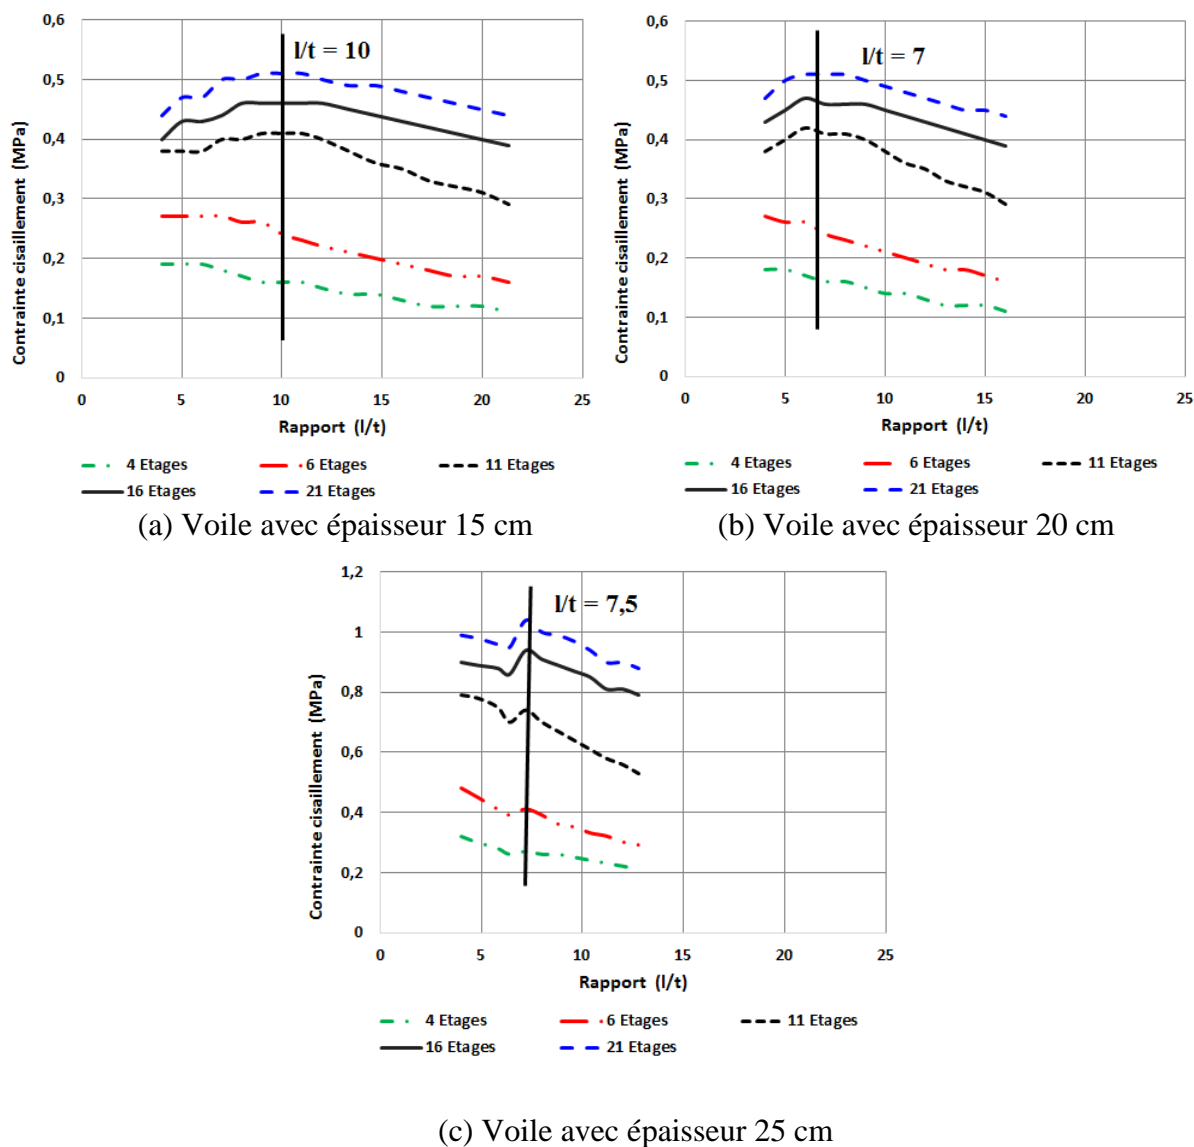 0,6
0,5
0,4
0,3
0,2
0,1
0
Contrainte cisaillement (MPa)
l/t = 10
0 5 10 15 20 25
Rapport (l/t)
4 Etages 6 Etages 11 Etages
16 Etages 21 Etages
(a) Voile avec épaisseur 15 cm
0,6
0,5
0,4
0,3
0,2
0,1
0
Contrainte cisaillement (MPa)
l/t = 7
0 5 10 15 20 25
Rapport (l/t)
4 Etages 6 Etages 11 Etages
16 Etages 21 Etages
(b) Voile avec épaisseur 20 cm
1,2
1
0,8
0,6
0,4
0,2
0
Contrainte cisaillement (MPa)
l/t = 7,5
0 5 10 15 20 25
Rapport (l/t)
4 Etages 6 Etages 11 Etages
16 Etages 21 Etages
(c) Voile avec épaisseur 25 cm